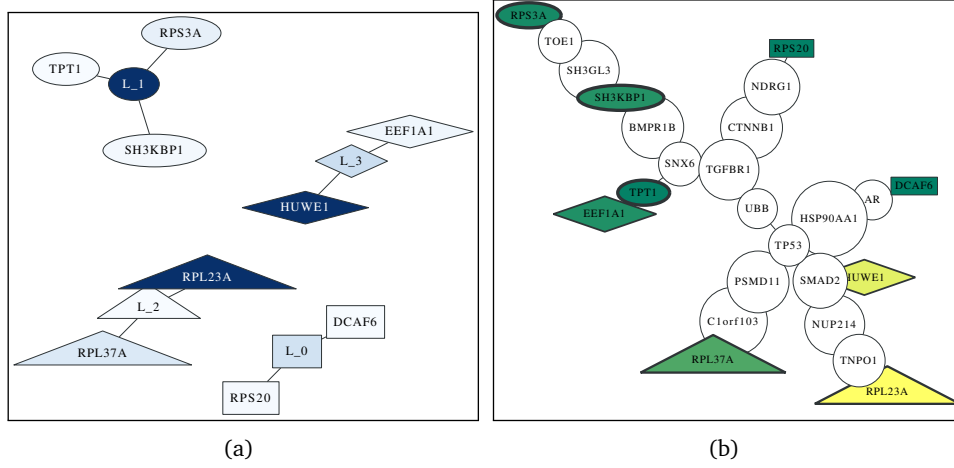 RPS3A
TPT1
L_1
SH3KBP1
EEF1A1
L_3
HUWE1
RPL23A
L_2
RPL37A
DCAF6
L_0
RPS20
(a)
RPS3A
TOE1
SH3GL3
SH3KBP1
BMPR1B
SNX6
TPT1
EEF1A1
RPS20
NDRG1
CTNNB1
TGFBR1
UBB
DCAF6
AR
HSP90AA1
TP53
PSMD11
SMAD2
HUWE1
C1orf103
NUP214
RPL37A
TNPO1
RPL23A
(b)